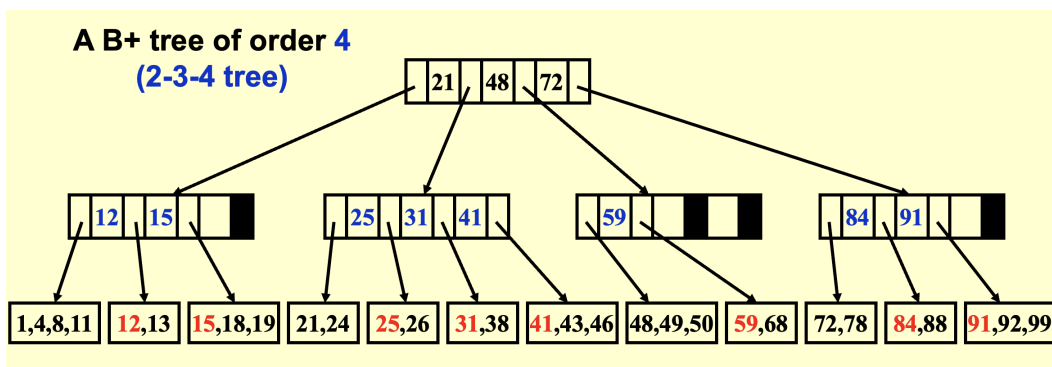 A B+ tree of order 4
(2-3-4 tree)
21 48 72
12 15 25 31 41 59 84 91
1,4,8,11 12,13 15,18,19 21,24 25,26 31,38 41,43,46 48,49,50 59,68 72,78 84,88 91,92,99